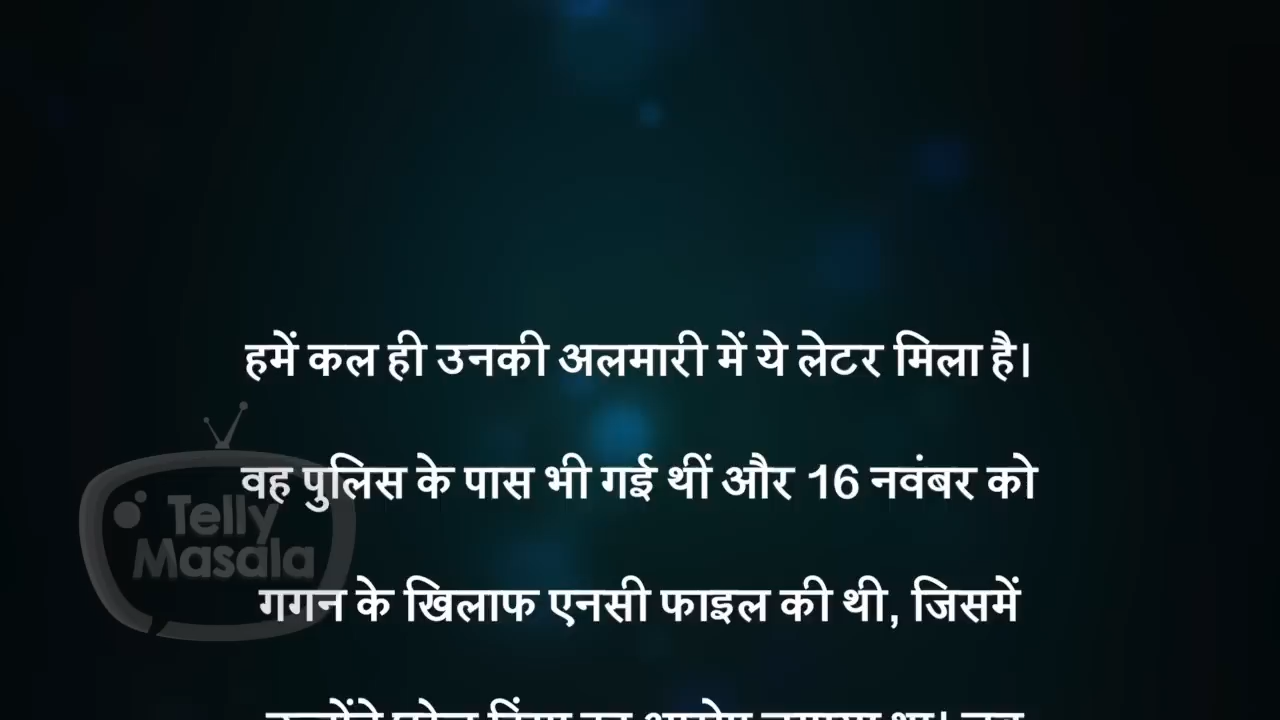 हमें कल ही उनकी अलमारी में ये लेटर मिला है।
वह पुलिस के पास भी गई थीं और 16 नवंबर को
Telly
Masala
गगन के खिलाफ एनसी फाइल की थी, जिसमें